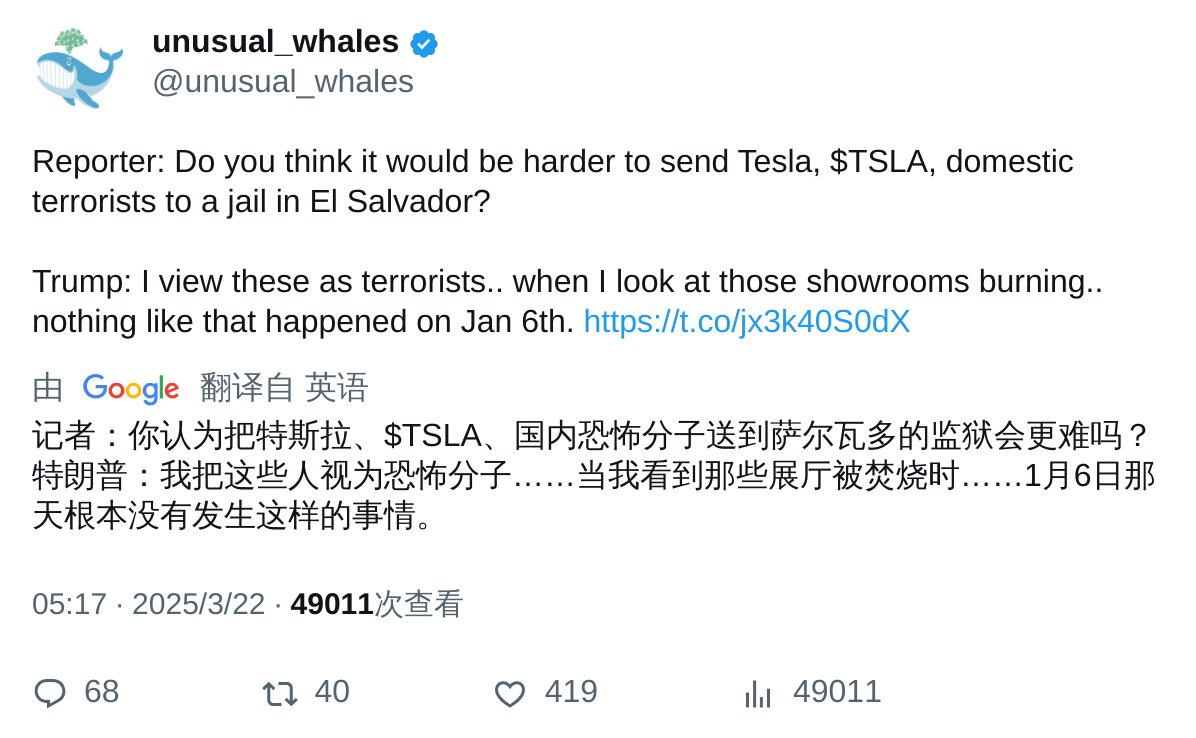 unusual_whales
@unusual_whales
Reporter: Do you think it would be harder to send Tesla, $TSLA, domestic
terrorists to a jail in El Salvador?
Trump: I view these as terrorists.. when I look at those showrooms burning..
nothing like that happened on Jan 6th. https://t.co/jx3k40S0dX
由 Google 翻译自 英语
记者：你认为把特斯拉、$TSLA、国内恐怖分子送到萨尔瓦多的监狱会更难吗？
特朗普：我把这些人视为恐怖分子……当我看到那些展厅被焚烧时……1月6日那
天根本没有发生这样的事情。
05:17 · 2025/3/22 · 49011次查看
68 40 419 49011